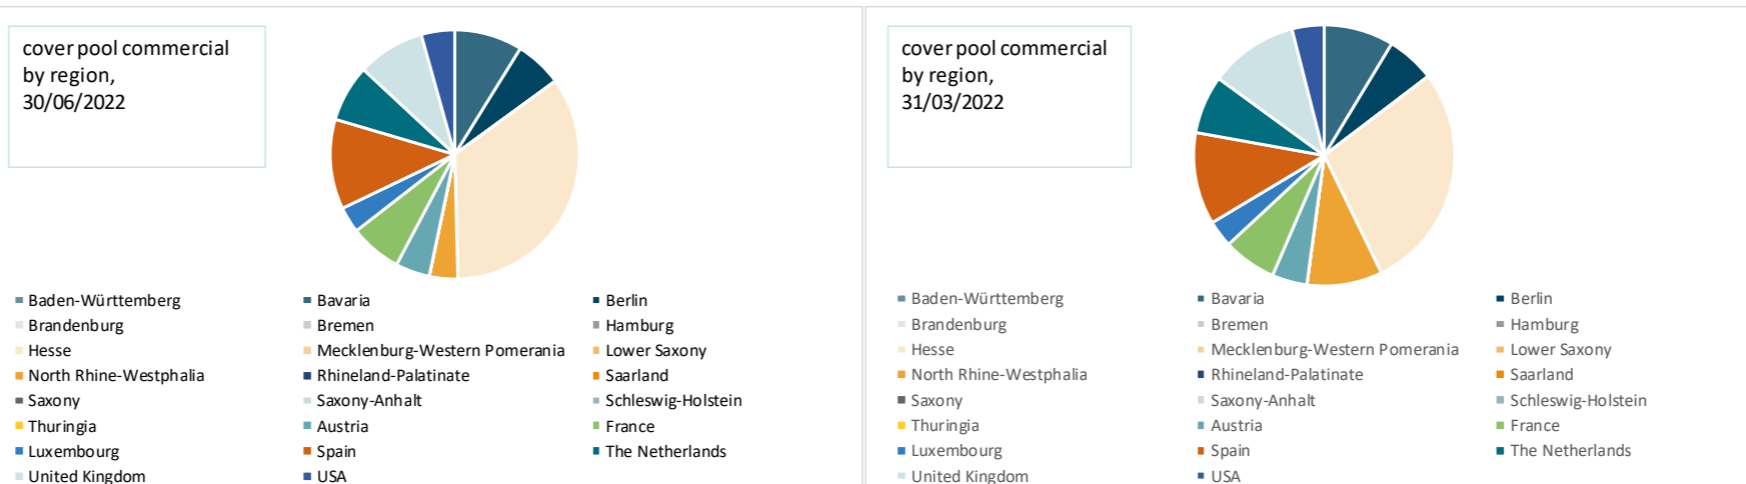 cover pool commercial
by region,
30/06/2022
Baden-Württemberg
Bavaria
Berlin
Brandenburg
Bremen
Hamburg
Hesse
Mecklenburg-Western Pomerania
Lower Saxony
North Rhine-Westphalia
Rhineland-Palatinate
Saarland
Saxony
Saxony-Anhalt
Schleswig-Holstein
Thuringia
Austria
France
Luxembourg
Spain
The Netherlands
United Kingdom
USA
cover pool commercial
by region,
31/03/2022
Baden-Württemberg
Bavaria
Berlin
Brandenburg
Bremen
Hamburg
Hesse
Mecklenburg-Western Pomerania
Lower Saxony
North Rhine-Westphalia
Rhineland-Palatinate
Saarland
Saxony
Saxony-Anhalt
Schleswig-Holstein
Thuringia
Austria
France
Luxembourg
Spain
The Netherlands
United Kingdom
USA